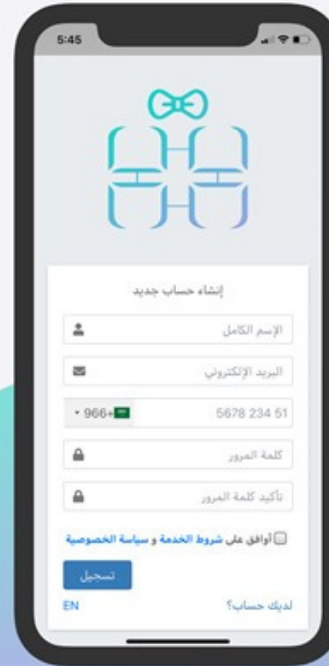 5:45
إنشاء حساب جديد
الإسم الكامل
البريد الإلكتروني
51 234 5678
+966
كلمة المرور
تأكيد كلمة المرور
أوافق على شروط الخدمة و سياسة الخصوصية
تسجيل
لديك حساب؟
EN